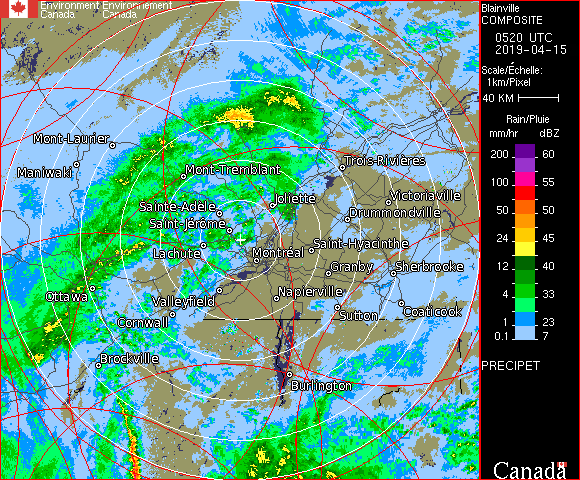 Environment Environnement
Canada Canada
Blainville
COMPOSITE
0520 UTC
2019-04-15
Scale/Échelle:
1km/Pixel
40 KM
Rain/Pluie
mm/hr dBZ
200 60
100 55
50 50
24 45
12 40
4 33
1 23
0.1 7
PRECIPET
Mont-Laurier
Maniwaki
Mont-Tremblant
Trois-Rivières
Sainte-Adele
Joliette
Victoriaville
Saint-Jérôme
Drummondville
Lachute
Montréal
Saint-Hyacinthe
Granby
Sherbrooke
Ottawa
Valleyfield
Napierville
Cornwall
Sutton
Coaticook
Brockville
Burlington
Canada